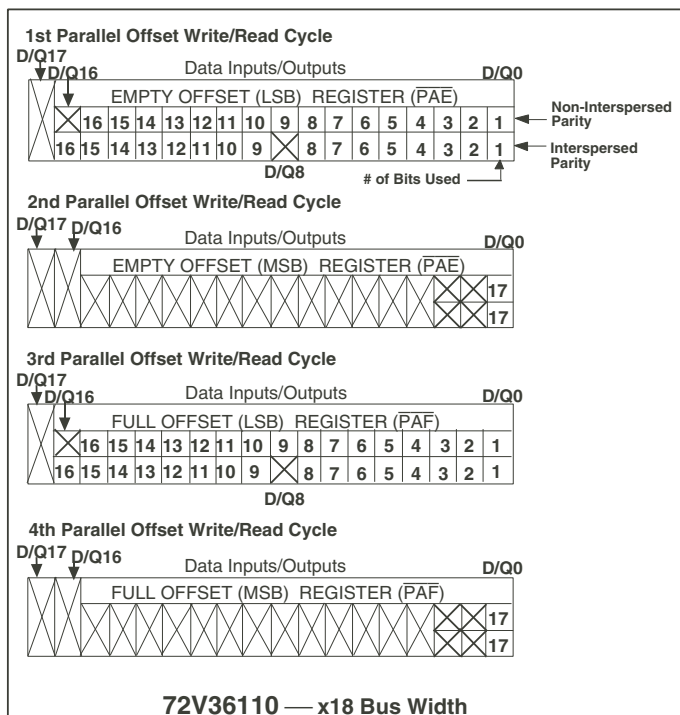 1st Parallel Offset Write/Read Cycle
D/Q17
D/Q16
Data Inputs/Outputs
D/Q0
EMPTY OFFSET (LSB) REGISTER (PAE)
16 15 14 13 12 11 10 9 8 7 6 5 4 3 2 1
Non-Interspersed Parity
16 15 14 13 12 11 10 9 8 7 6 5 4 3 2 1
Interspersed Parity
D/Q8
# of Bits Used
2nd Parallel Offset Write/Read Cycle
D/Q17
D/Q16
Data Inputs/Outputs
D/Q0
EMPTY OFFSET (MSB) REGISTER (PAE)
17
17
3rd Parallel Offset Write/Read Cycle
D/Q17
D/Q16
Data Inputs/Outputs
D/Q0
FULL OFFSET (LSB) REGISTER (PAF)
16 15 14 13 12 11 10 9 8 7 6 5 4 3 2 1
16 15 14 13 12 11 10 9 8 7 6 5 4 3 2 1
D/Q8
4th Parallel Offset Write/Read Cycle
D/Q17
D/Q16
Data Inputs/Outputs
D/Q0
FULL OFFSET (MSB) REGISTER (PAF)
17
17
72V36110 — x18 Bus Width